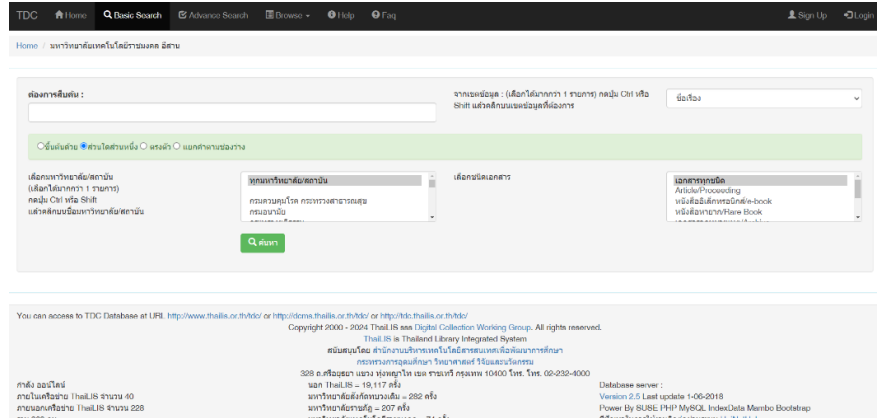 TDC Home Basic Search Advance Search Browse Help Faq Sign Up Login
Home / มหาวิทยาลัยเทคโนโลยีราชมงคล อีสาน
ต้องการสืบค้น :
จากเขตข้อมูล : (เลือกได้มากกว่า 1 รายการ) กดปุ่ม Ctrl หรือ
Shift แล้วคลิกบนเขตข้อมูลที่ต้องการ
ชื่อเรื่อง
ขึ้นต้นด้วย ส่วนใดส่วนหนึ่ง ตรงตัว แยกคำตามช่องว่าง
เลือกมหาวิทยาลัย/สถาบัน
(เลือกได้มากกว่า 1 รายการ)
กดปุ่ม Ctrl หรือ Shift
แล้วคลิกบนชื่อมหาวิทยาลัย/สถาบัน
ทุกมหาวิทยาลัย/สถาบัน
กรมควบคุมโรค กระทรวงสาธารณสุข
กรมอนามัย
เลือกชนิดเอกสาร
เอกสารทุกชนิด
Article/Proceeding
หนังสืออิเล็กทรอนิกส์/e-book
หนังสือหายาก/Rare Book
ค้นหา
You can access to TDC Database at URL http://www.thailis.or.th/tdc/ or http://dcms.thailis.or.th/tdc/ or http://tdc.thailis.or.th/tdc/
Copyright 2000 - 2024 ThaiLIS Digital Collection Working Group. All rights reserved.
ThaiLIS is Thailand Library Integrated System
สนับสนุนโดย สำนักงานบริหารเทคโนโลยีสารสนเทศเพื่อพัฒนาการศึกษา
กระทรวงการอุดมศึกษา วิทยาศาสตร์ วิจัยและนวัตกรรม
328 ถ.ศรีอยุธยา แขวง ทุ่งพญาไท เขต ราชเทวี กรุงเทพ 10400 โทร. โทร. 02-232-4000
กำลัง ออนไลน์
ภายในเครือข่าย ThaiLIS จำนวน 40
ภายนอกเครือข่าย ThaiLIS จำนวน 228
นอก ThaiLIS = 19,117 ครั้ง
มหาวิทยาลัยสังกัดทบวงเดิม = 282 ครั้ง
มหาวิทยาลัยราชภัฏ = 207 ครั้ง
Database server :
Version 2.5 Last update 1-06-2018
Power By SUSE PHP MySQL IndexData Mambo Bootstrap